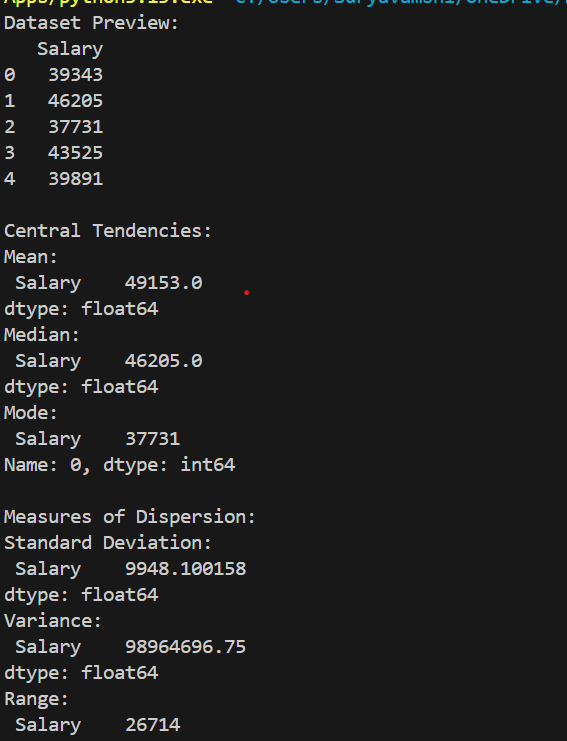 Dataset Preview:
Salary
0 39343
1 46205
2 37731
3 43525
4 39891
Central Tendencies:
Mean:
Salary 49153.0
dtype: float64
Median:
Salary 46205.0
dtype: float64
Mode:
Salary 37731
Name: 0, dtype: int64
Measures of Dispersion:
Standard Deviation:
Salary 9948.100158
dtype: float64
Variance:
Salary 98964696.75
dtype: float64
Range:
Salary 26714